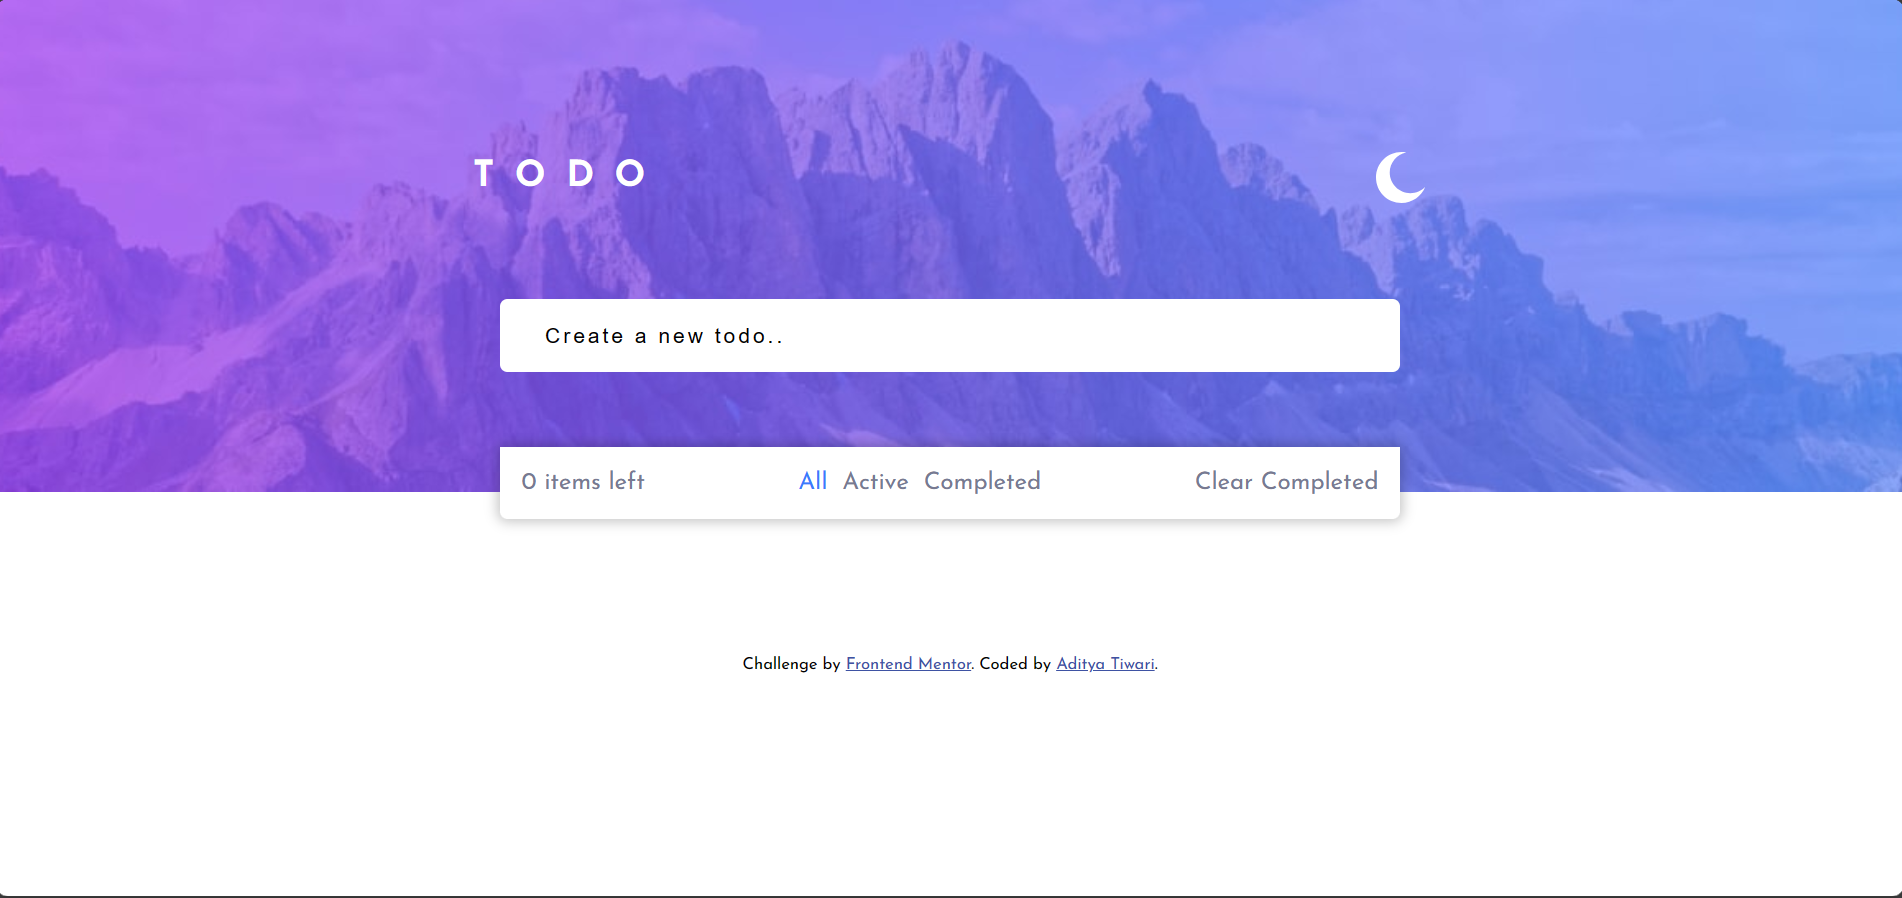 T O D O
Create a new todo..
0 items left All Active Completed Clear Completed
Challenge by Frontend Mentor. Coded by Aditya Tiwari.